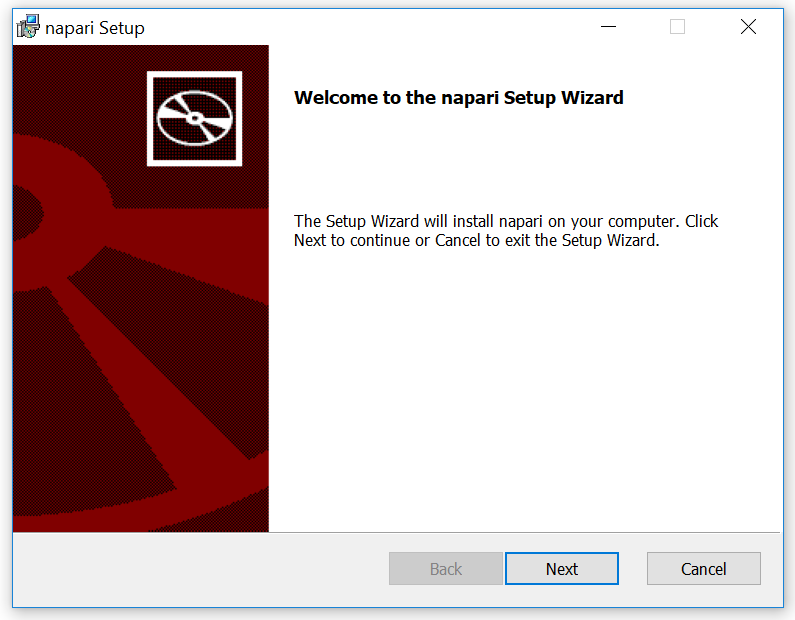 napari Setup
Welcome to the napari Setup Wizard
The Setup Wizard will install napari on your computer. Click
Next to continue or Cancel to exit the Setup Wizard.
Back
Next
Cancel